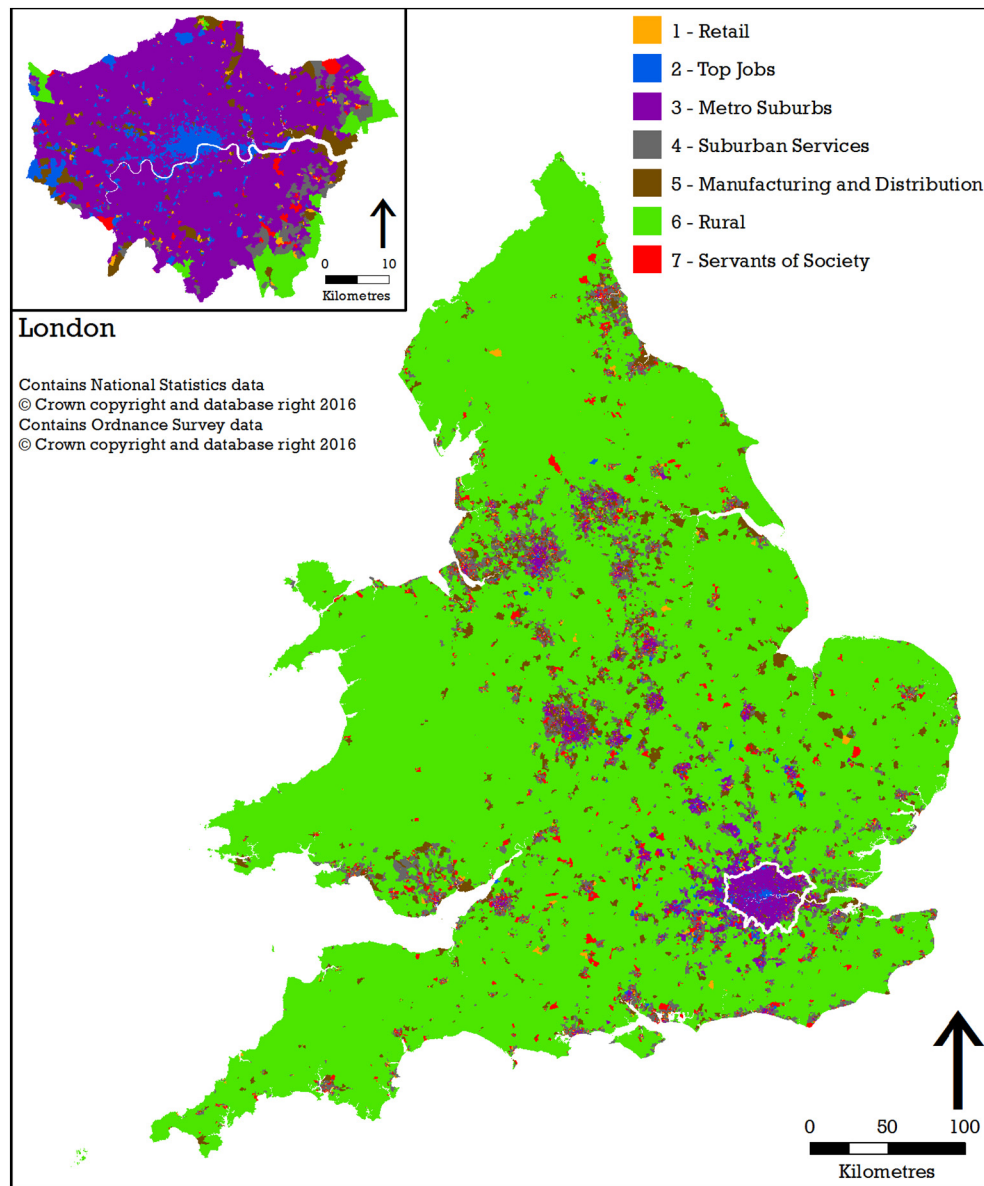 1 - Retail
2 - Top Jobs
3 - Metro Suburbs
4 - Suburban Services
5 - Manufacturing and Distribution
6 - Rural
7 - Servants of Society
0 10
Kilometres
London
Contains National Statistics data
© Crown copyright and database right 2016
Contains Ordnance Survey data
© Crown copyright and database right 2016
0 50 100
Kilometres